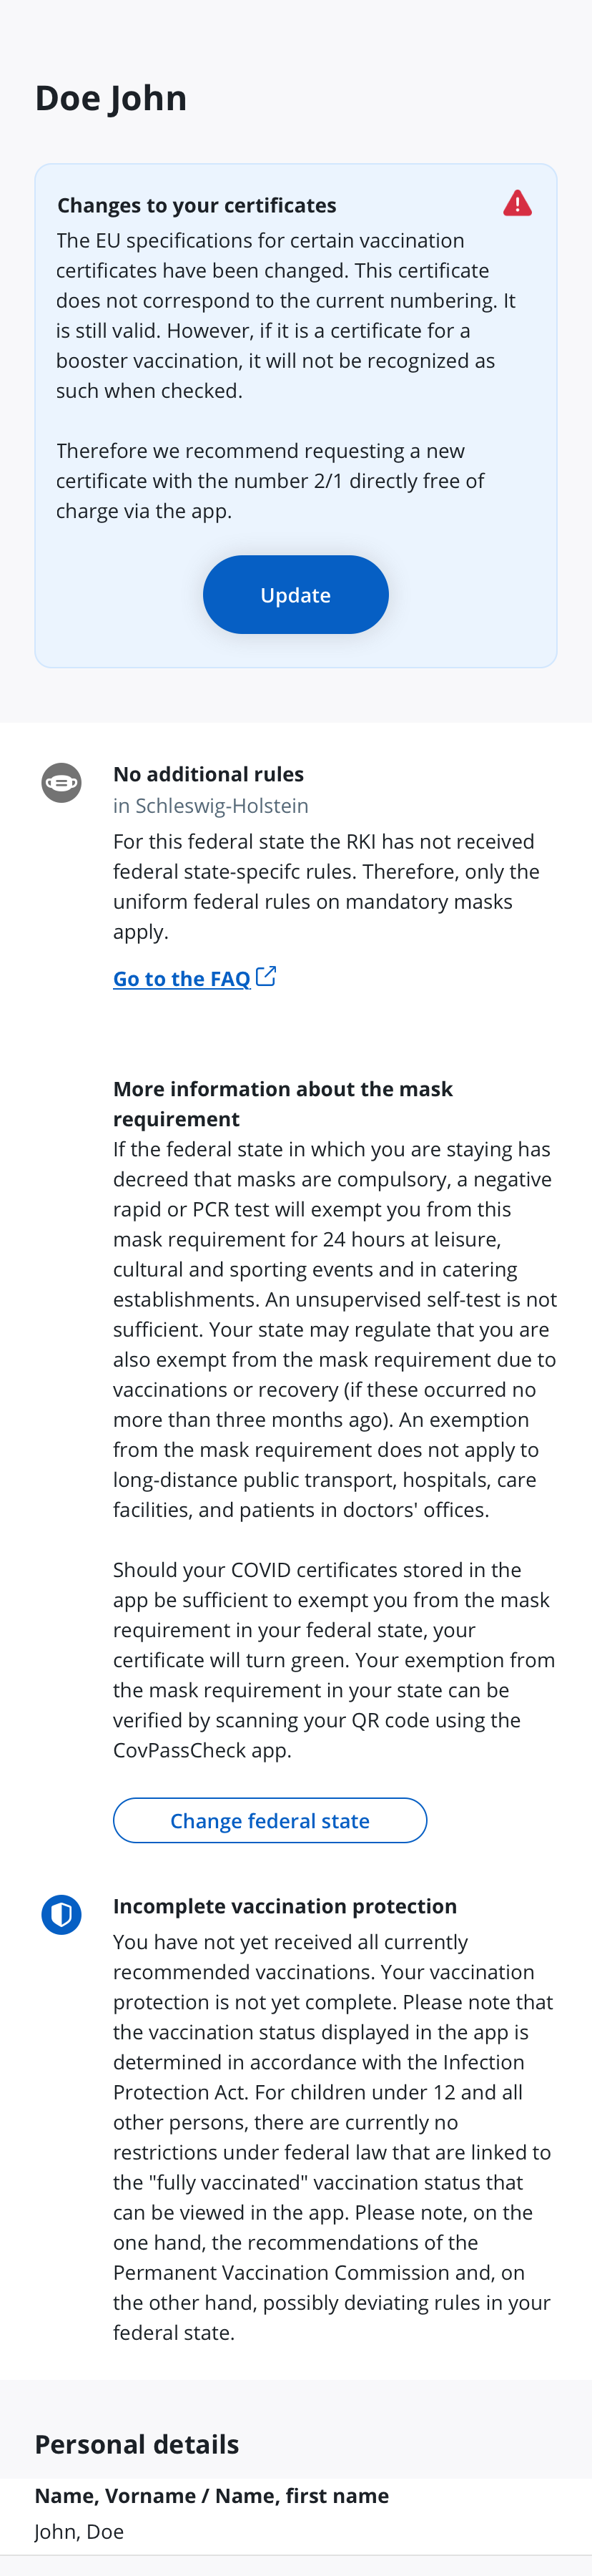 Doe John
Changes to your certificates
The EU specifications for certain vaccination
certificates have been changed. This certificate
does not correspond to the current numbering. It
is still valid. However, if it is a certificate for a
booster vaccination, it will not be recognized as
such when checked.
Therefore we recommend requesting a new
certificate with the number 2/1 directly free of
charge via the app.
Update
No additional rules
in Schleswig-Holstein
For this federal state the RKI has not received
federal state-specifc rules. Therefore, only the
uniform federal rules on mandatory masks
apply.
Go to the FAQ
More information about the mask
requirement
If the federal state in which you are staying has
decreed that masks are compulsory, a negative
rapid or PCR test will exempt you from this
mask requirement for 24 hours at leisure,
cultural and sporting events and in catering
establishments. An unsupervised self-test is not
sufficient. Your state may regulate that you are
also exempt from the mask requirement due to
vaccinations or recovery (if these occurred no
more than three months ago). An exemption
from the mask requirement does not apply to
long-distance public transport, hospitals, care
facilities, and patients in doctors' offices.
Should your COVID certificates stored in the
app be sufficient to exempt you from the mask
requirement in your federal state, your
certificate will turn green. Your exemption from
the mask requirement in your state can be
verified by scanning your QR code using the
CovPassCheck app.
Change federal state
Incomplete vaccination protection
You have not yet received all currently
recommended vaccinations. Your vaccination
protection is not yet complete. Please note that
the vaccination status displayed in the app is
determined in accordance with the Infection
Protection Act. For children under 12 and all
other persons, there are currently no
restrictions under federal law that are linked to
the "fully vaccinated" vaccination status that
can be viewed in the app. Please note, on the
one hand, the recommendations of the
Permanent Vaccination Commission and, on
the other hand, possibly deviating rules in your
federal state.
Personal details
Name, Vorname / Name, first name
John, Doe